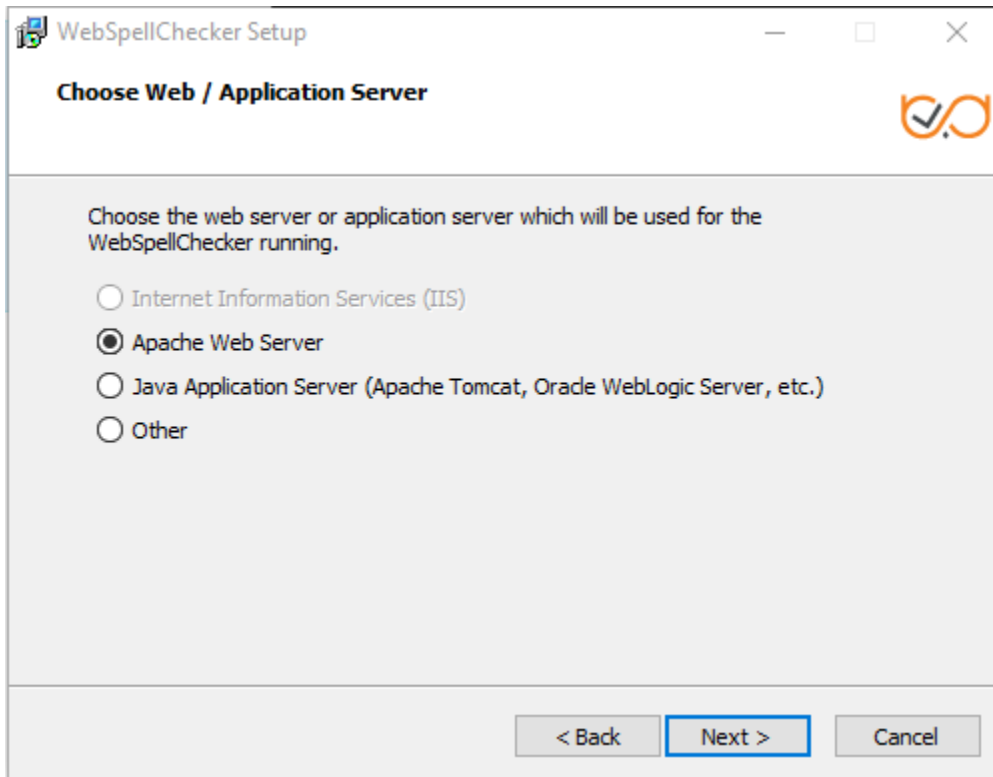 WebSpellChecker Setup
Choose Web / Application Server
Choose the web server or application server which will be used for the
WebSpellChecker running.
Internet Information Services (IIS)
Apache Web Server
Java Application Server (Apache Tomcat, Oracle WebLogic Server, etc.)
Other
< Back
Next >
Cancel